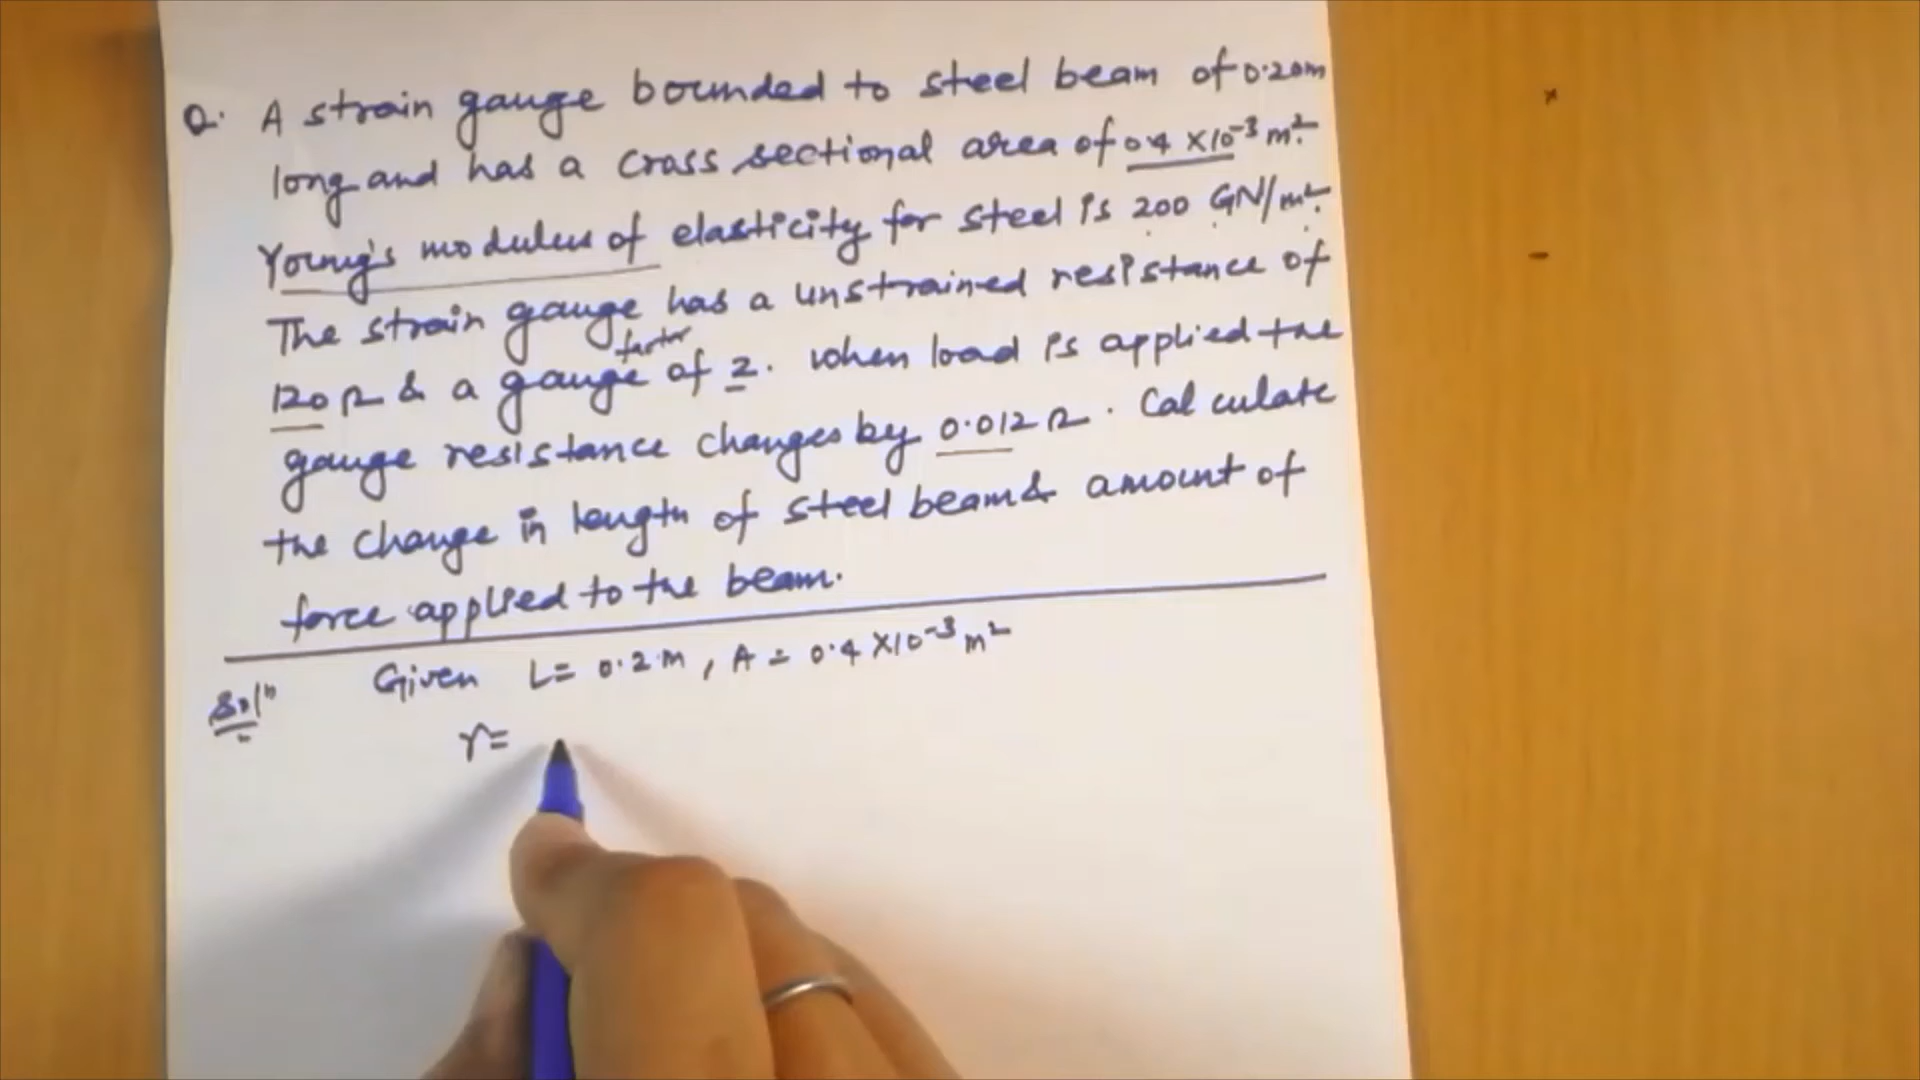 Q. A strain gauge bounded to steel beam of 0.20m
long and has a cross sectional area of 0.4 x10⁻³ m².
Young's modulus of elasticity for steel is 200 GN/m².
The strain gauge has a unstrained resistance of
120 Ω & a gauge factor of 2. When load is applied the
gauge resistance changes by 0.012 Ω. Calculate
the change in length of steel beam & amount of
force applied to the beam.
Solⁿ Given L= 0.2 m, A = 0.4 X10⁻³ m²
Y=